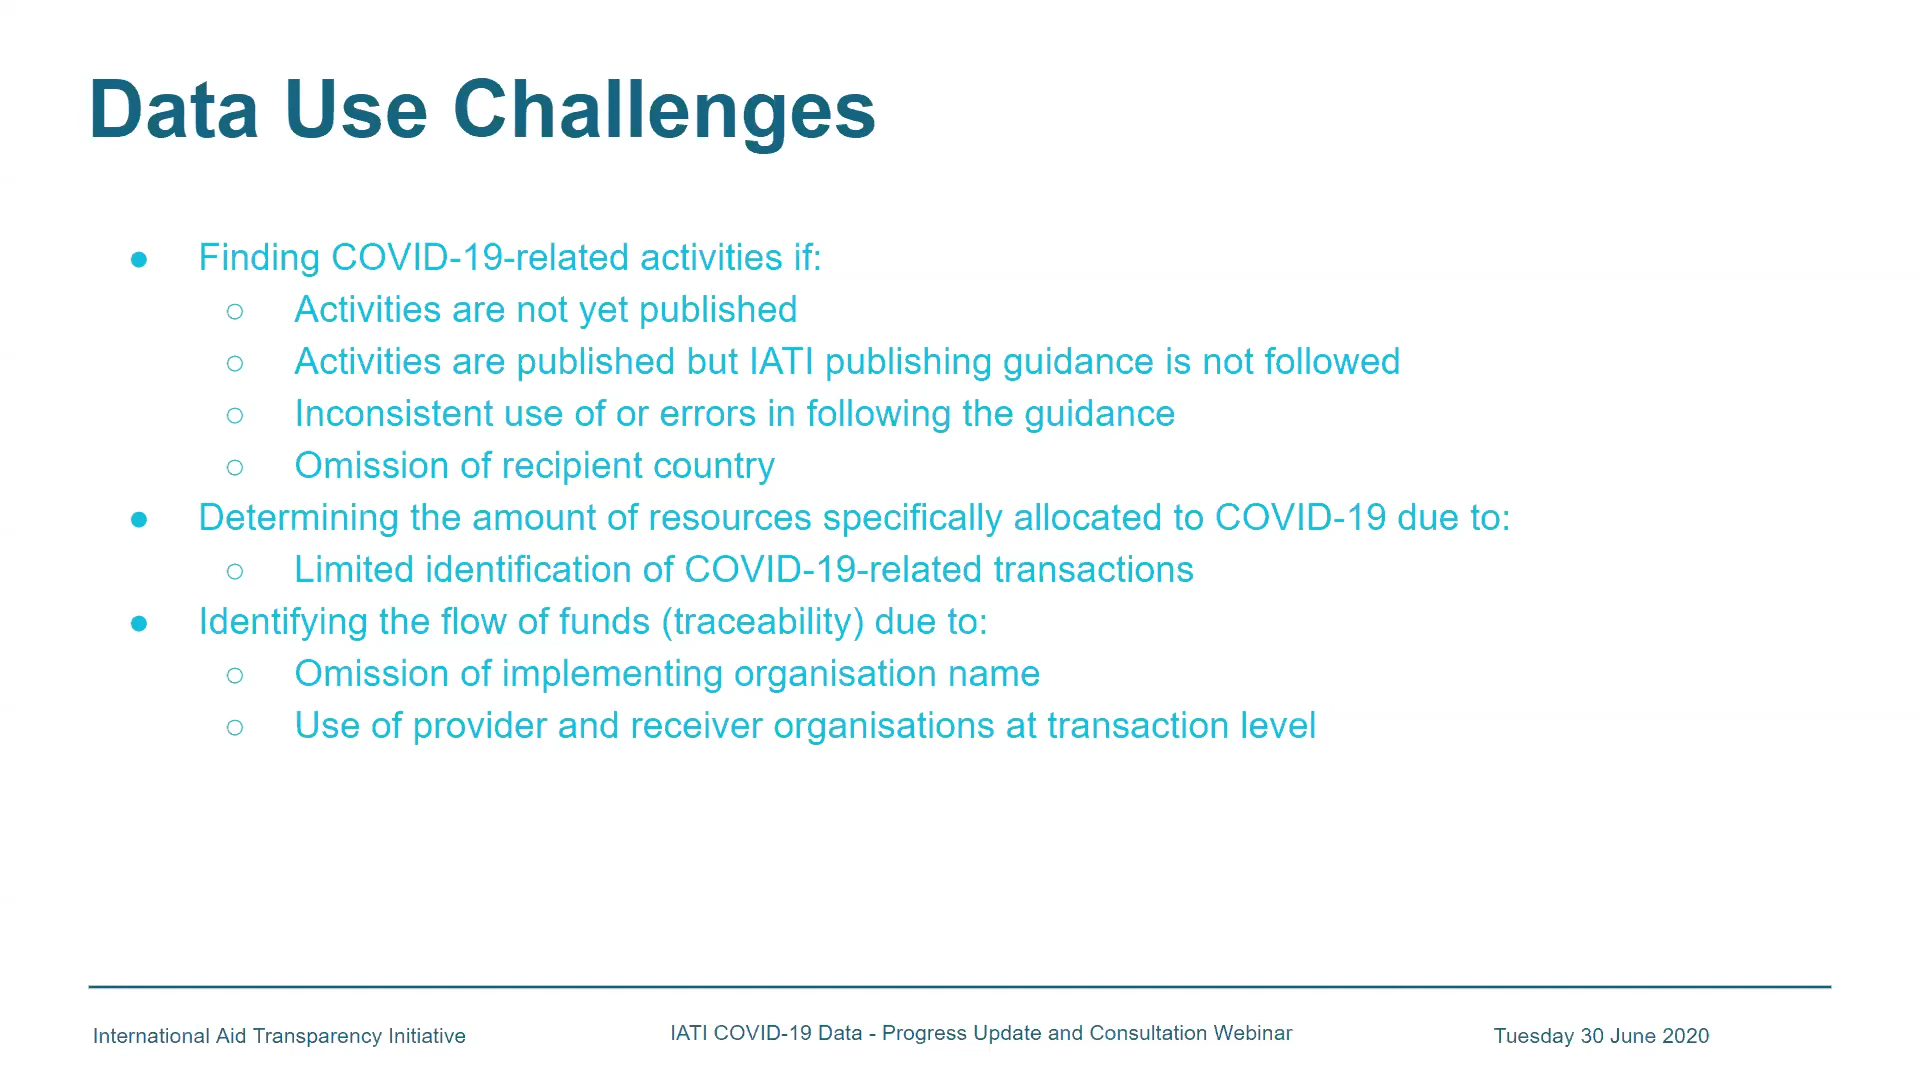 Data Use Challenges
● Finding COVID-19-related activities if:
○ Activities are not yet published
○ Activities are published but IATI publishing guidance is not followed
○ Inconsistent use of or errors in following the guidance
○ Omission of recipient country
● Determining the amount of resources specifically allocated to COVID-19 due to:
○ Limited identification of COVID-19-related transactions
● Identifying the flow of funds (traceability) due to:
○ Omission of implementing organisation name
○ Use of provider and receiver organisations at transaction level
International Aid Transparency Initiative
IATI COVID-19 Data - Progress Update and Consultation Webinar
Tuesday 30 June 2020